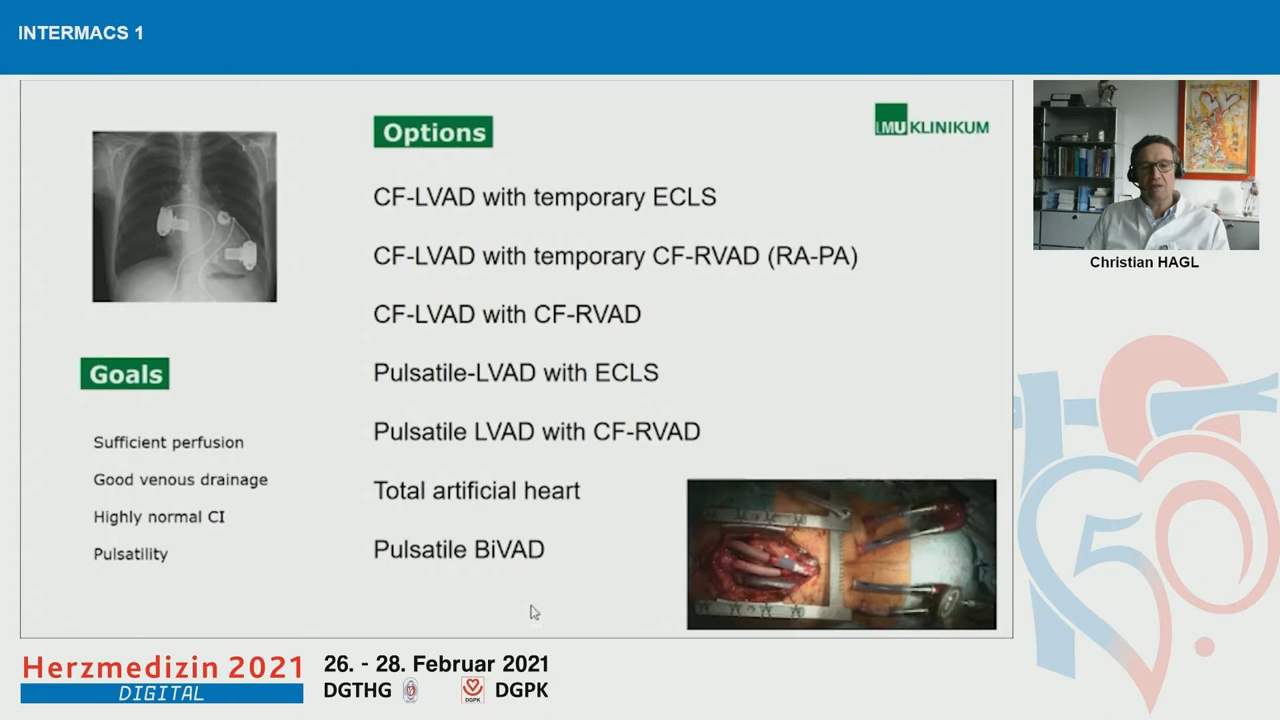 INTERMACS 1
Options
LMU KLINIKUM
CF-LVAD with temporary ECLS
CF-LVAD with temporary CF-RVAD (RA-PA)
CF-LVAD with CF-RVAD
Pulsatile-LVAD with ECLS
Pulsatile LVAD with CF-RVAD
Total artificial heart
Pulsatile BiVAD
Goals
Sufficient perfusion
Good venous drainage
Highly normal CI
Pulsatility
Christian HAGL
50
Herzmedizin 2021
DIGITAL
26. - 28. Februar 2021
DGTHG DGPK DGPK